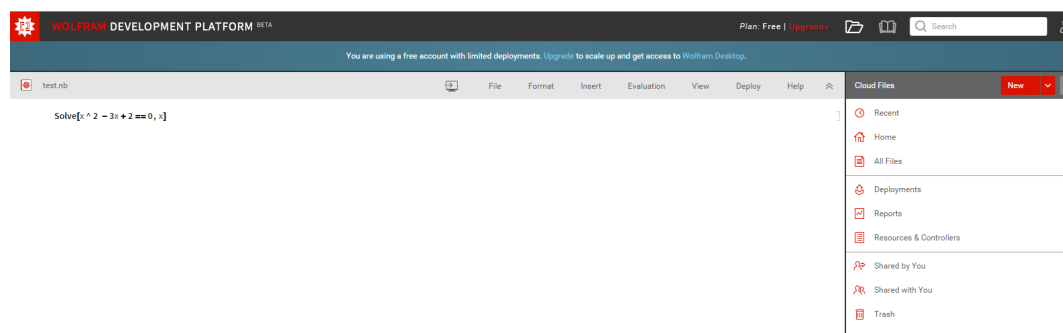 WOLFRAM DEVELOPMENT PLATFORM BETA
Plan: Free | Upgrade»
Search
You are using a free account with limited deployments. Upgrade to scale up and get access to Wolfram Desktop.
test.nb
File Format Insert Evaluation View Deploy Help
Cloud Files
New
Solve[x ^ 2 - 3x + 2 == 0, x]
Recent
Home
All Files
Deployments
Reports
Resources & Controllers
Shared by You
Shared with You
Trash